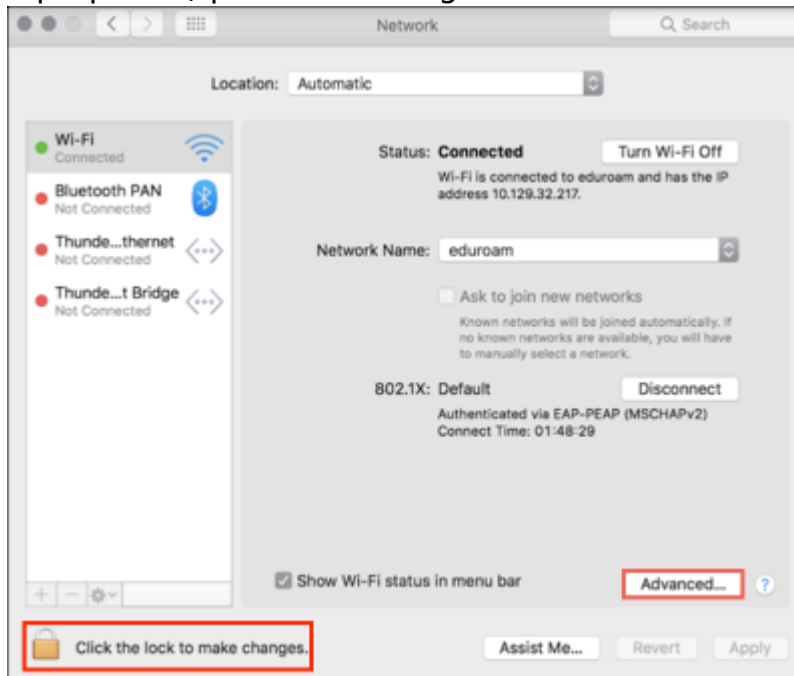 Network
Search
Location: Automatic
Wi-Fi
Connected
Bluetooth PAN
Not Connected
Thunde...thernet
Not Connected
Thunde...t Bridge
Not Connected
Status: Connected
Turn Wi-Fi Off
Wi-Fi is connected to eduroam and has the IP
address 10.129.32.217.
Network Name: eduroam
Ask to join new networks
Known networks will be joined automatically. If
no known networks are available, you will have
to manually select a network.
802.1X: Default
Disconnect
Authenticated via EAP-PEAP (MSCHAPv2)
Connect Time: 01:48:29
Show Wi-Fi status in menu bar
Advanced...
?
Click the lock to make changes.
Assist Me...
Revert
Apply